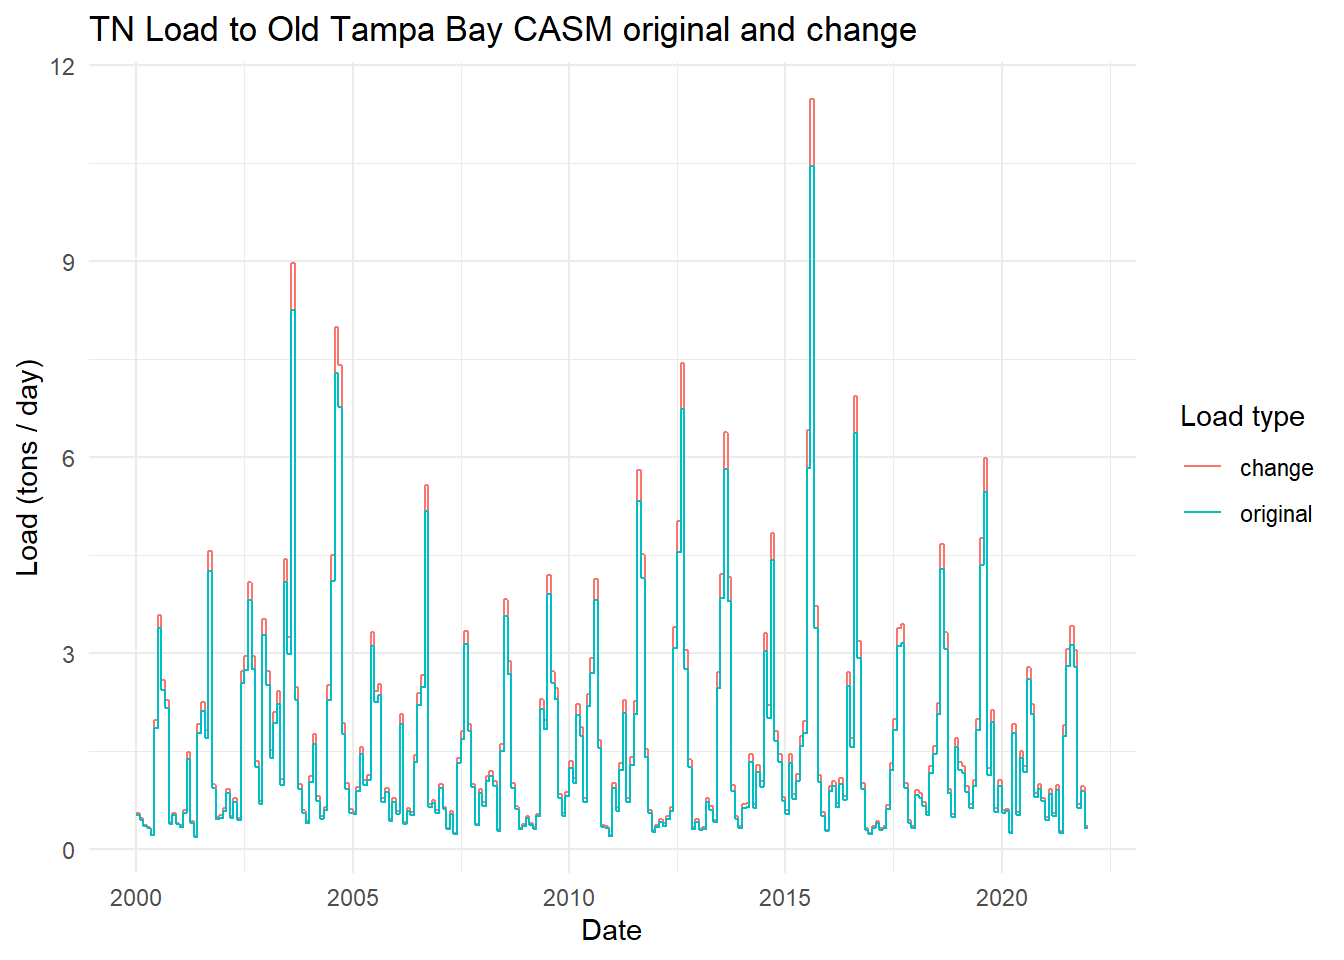 TN Load to Old Tampa Bay CASM original and change
12
9
6
3
0
Load (tons / day)
2000 2005 2010 2015 2020
Date
Load type
change
original